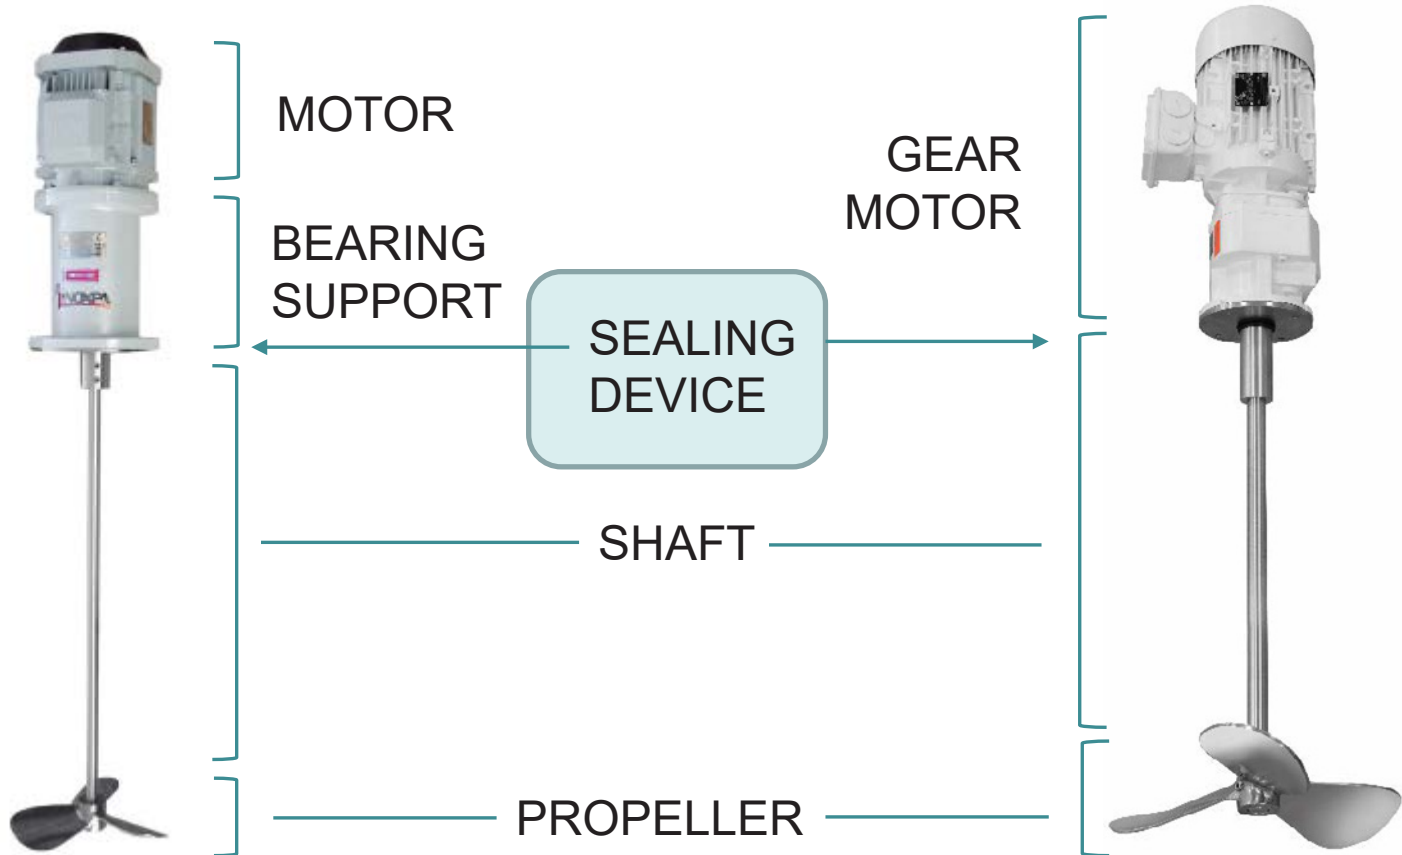 MOTOR
GEAR
MOTOR
BEARING
SUPPORT
SEALING
DEVICE
SHAFT
PROPELLER